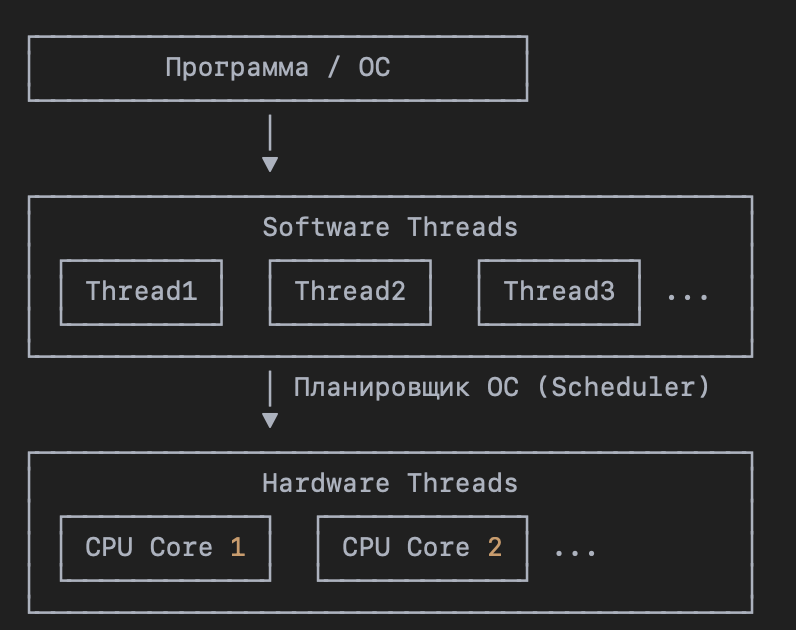 Программа / ОС
Software Threads
Thread1 Thread2 Thread3 ...
Планировщик ОС (Scheduler)
Hardware Threads
CPU Core 1 CPU Core 2 ...